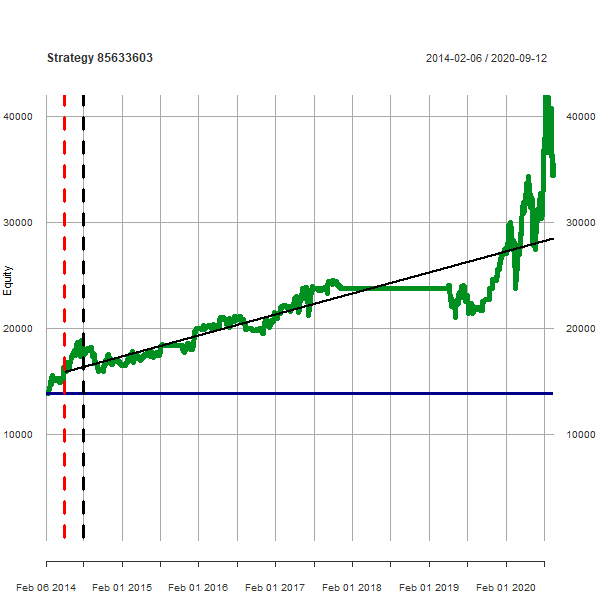 Strategy 85633603
2014-02-06 / 2020-09-12
40000
40000
30000
30000
Equity
20000
20000
10000
10000
Feb 06 2014
Feb 01 2015
Feb 01 2016
Feb 01 2017
Feb 01 2018
Feb 01 2019
Feb 01 2020